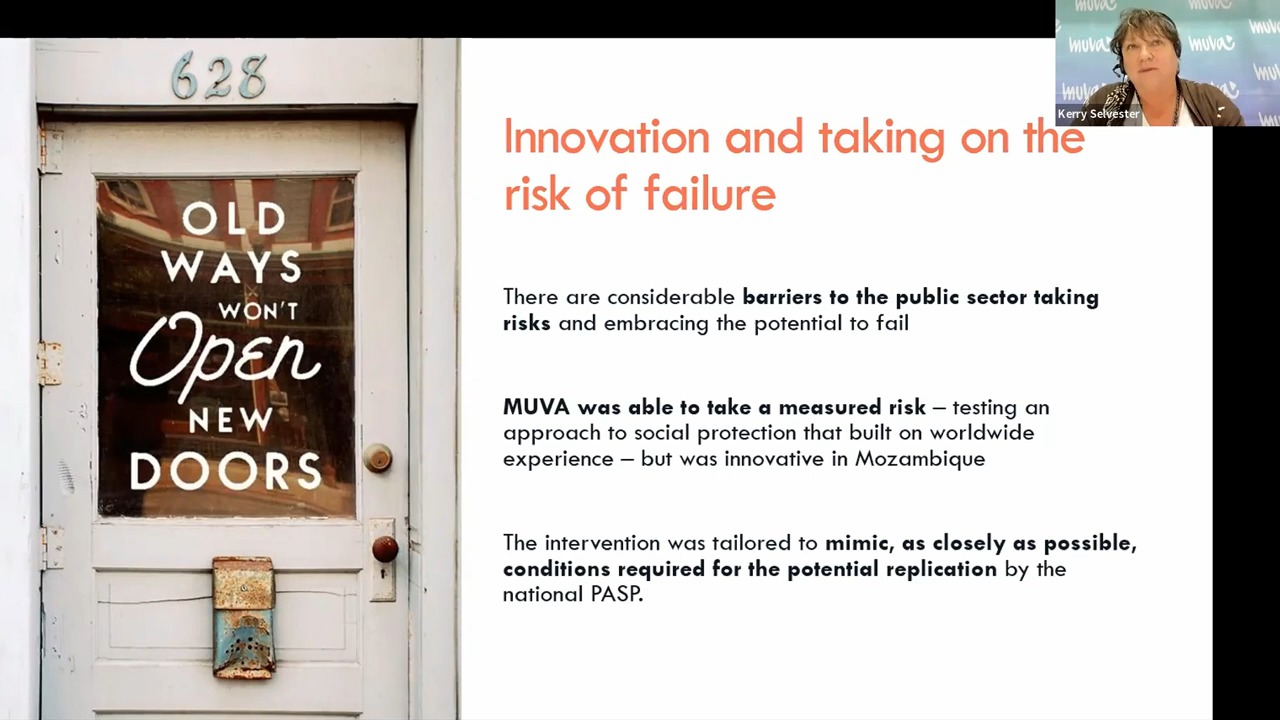 628
OLD
WAYS
WON'T
Open
NEW
DOORS
Innovation and taking on the
risk of failure
There are considerable barriers to the public sector taking
risks and embracing the potential to fail
MUVA was able to take a measured risk – testing an
approach to social protection that built on worldwide
experience – but was innovative in Mozambique
The intervention was tailored to mimic, as closely as possible,
conditions required for the potential replication by the
national PASP.
muva
muva
muva
muva
Kerry Selvester